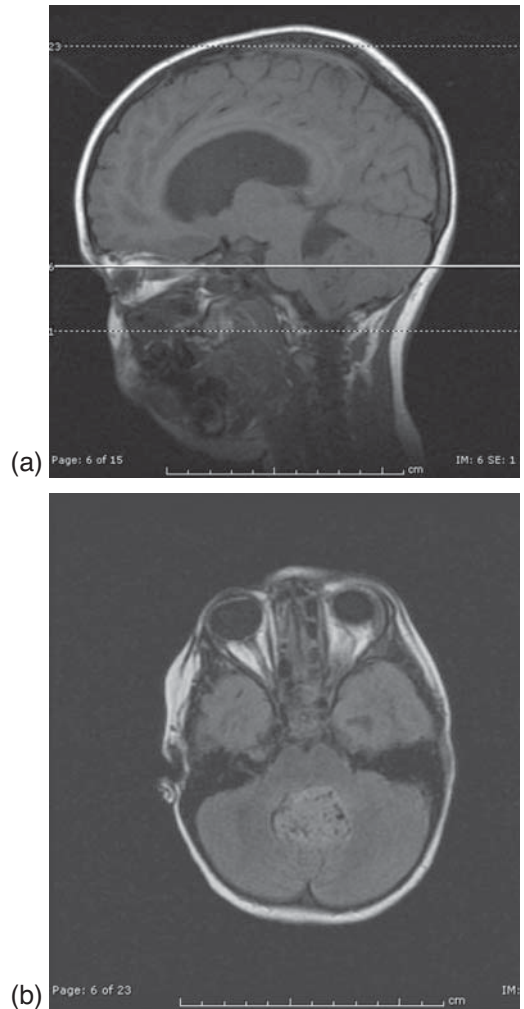 23
6
1
Page: 6 of 15
cm
IM: 6 SE: 1
(a)
Page: 6 of 23
cm
IM:
(b)